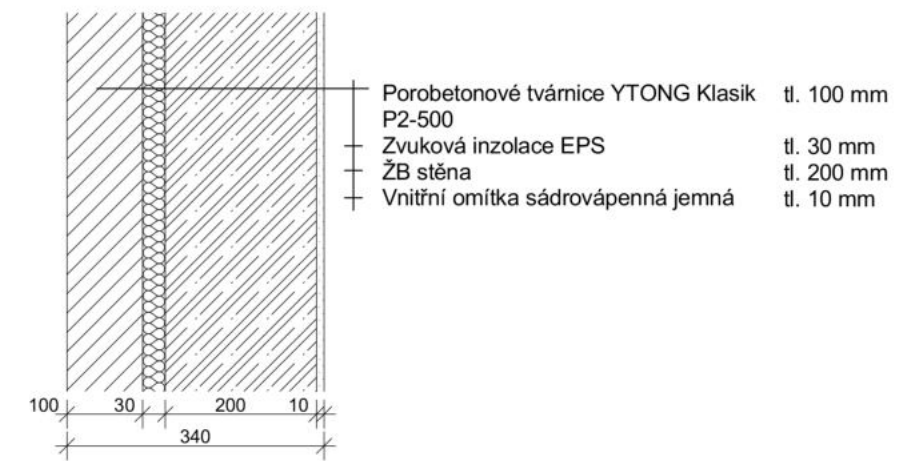 Porobetonové tvárnice YTONG Klasik tl. 100 mm
P2-500
Zvuková inzolace EPS tl. 30 mm
ŽB stěna tl. 200 mm
Vnitřní omítka sádrovápenná jemná tl. 10 mm
100 30 200 10
340